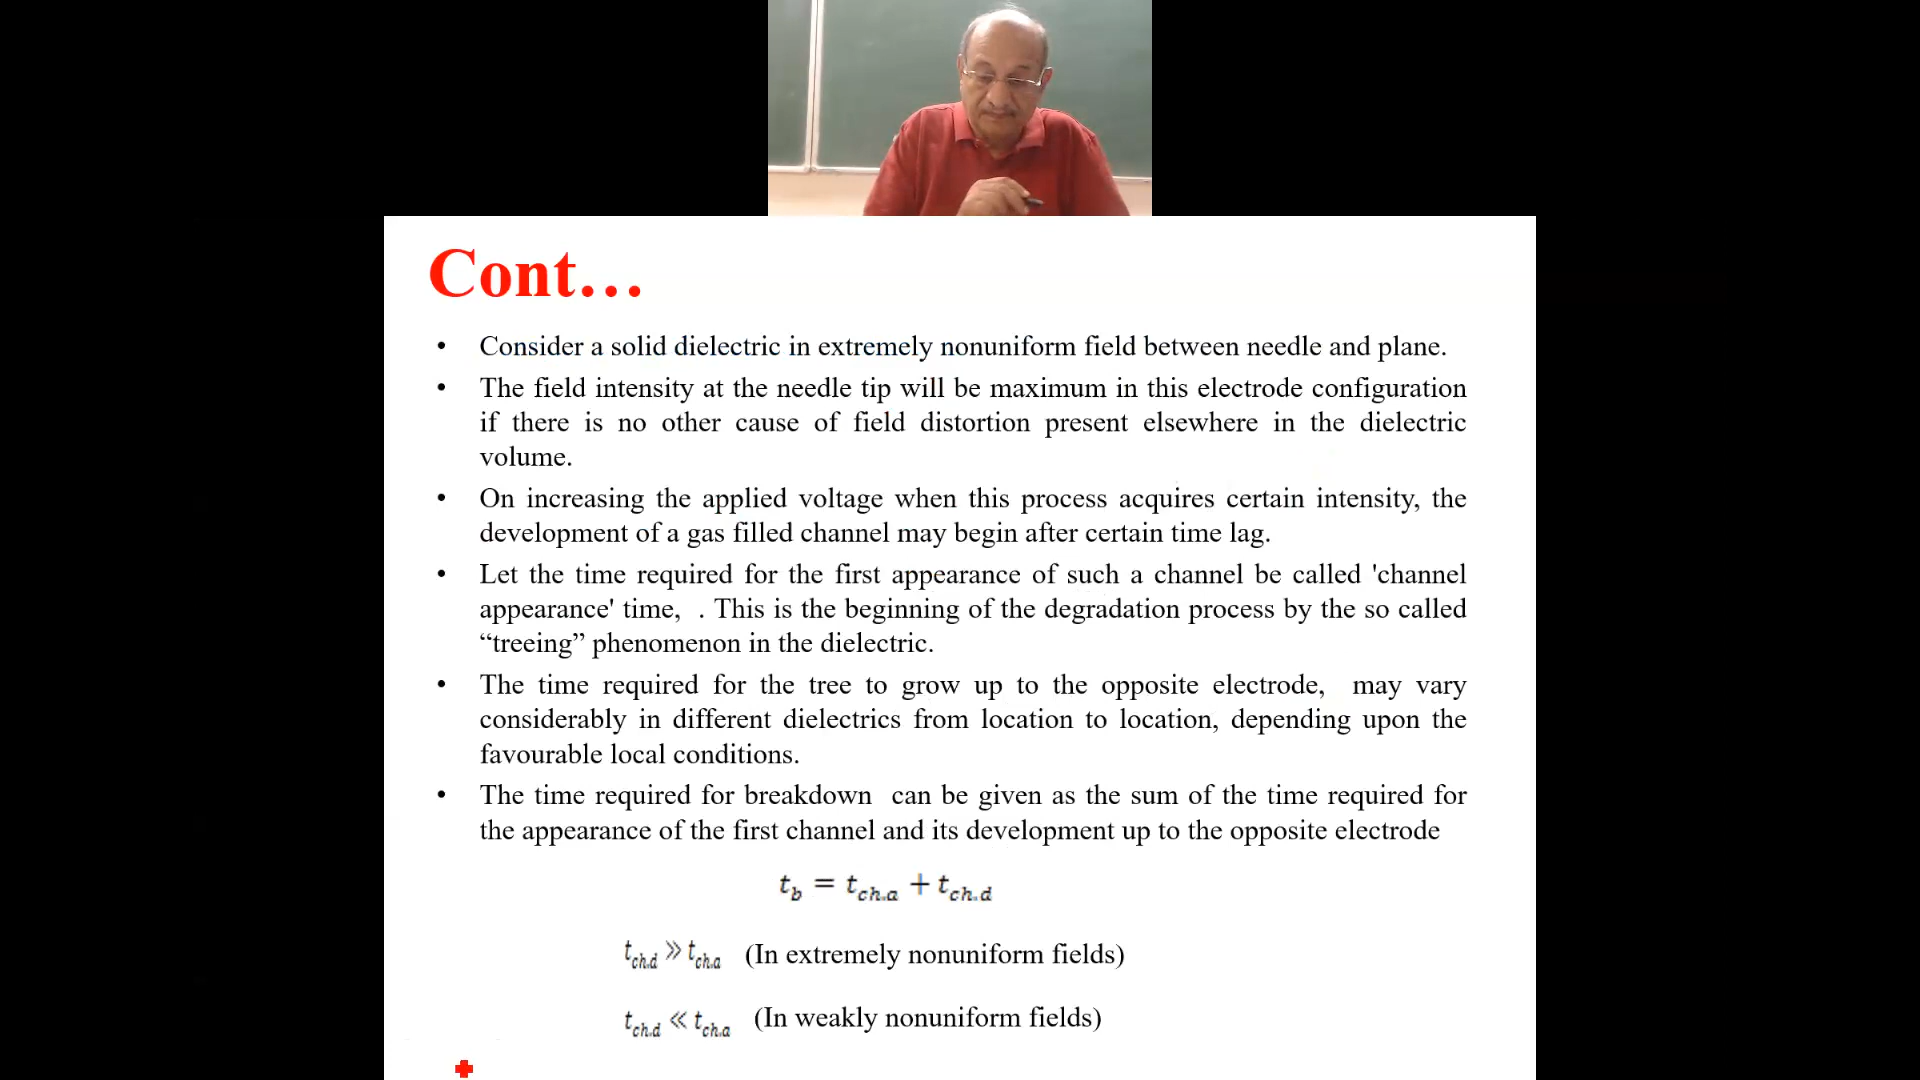 Cont…
• Consider a solid dielectric in extremely nonuniform field between needle and plane.
• The field intensity at the needle tip will be maximum in this electrode configuration
if there is no other cause of field distortion present elsewhere in the dielectric
volume.
• On increasing the applied voltage when this process acquires certain intensity, the
development of a gas filled channel may begin after certain time lag.
• Let the time required for the first appearance of such a channel be called 'channel
appearance' time, . This is the beginning of the degradation process by the so called
“treeing” phenomenon in the dielectric.
• The time required for the tree to grow up to the opposite electrode, may vary
considerably in different dielectrics from location to location, depending upon the
favourable local conditions.
• The time required for breakdown can be given as the sum of the time required for
the appearance of the first channel and its development up to the opposite electrode
t_b = t_ch.a + t_ch.d
t_ch.d ≫ t_ch.a (In extremely nonuniform fields)
t_ch.d ≪ t_ch.a (In weakly nonuniform fields)